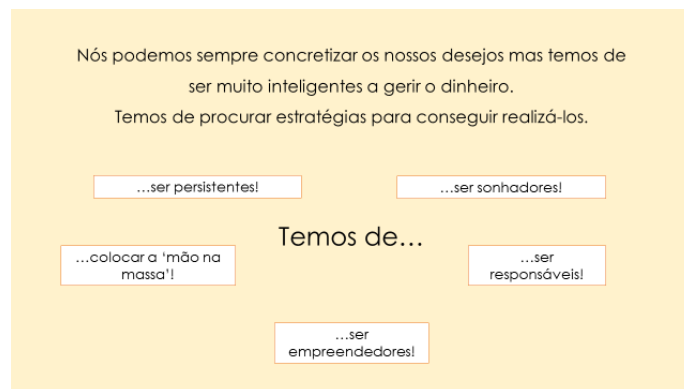 Nós podemos sempre concretizar os nossos desejos mas temos de
ser muito inteligentes a gerir o dinheiro.
Temos de procurar estratégias para conseguir realizá-los.
…ser persistentes!
…ser sonhadores!
Temos de…
…colocar a ‘mão na
massa’!
…ser
responsáveis!
…ser
empreendedores!